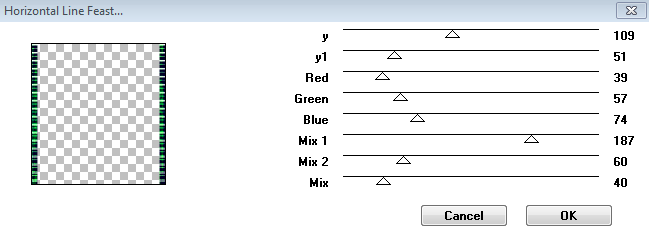 Horizontal Line Feast...
y 109
y1 51
Red 39
Green 57
Blue 74
Mix 1 187
Mix 2 60
Mix 40
Cancel OK